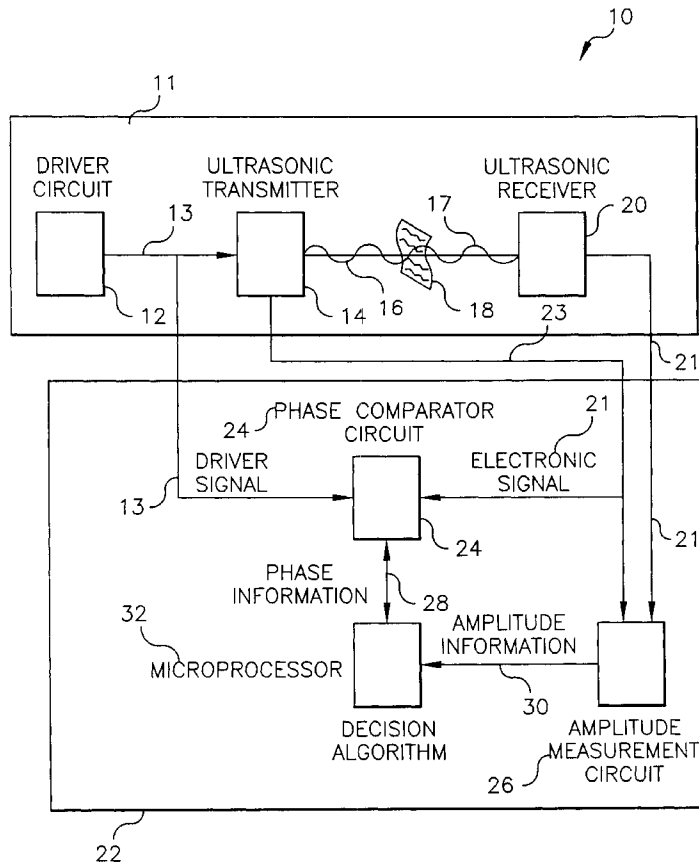 10
11
DRIVER
CIRCUIT
ULTRASONIC
TRANSMITTER
ULTRASONIC
RECEIVER
13
17
20
12
14
16
18
23
21
24
PHASE COMPARATOR
CIRCUIT
21
DRIVER
SIGNAL
ELECTRONIC
SIGNAL
13
24
21
PHASE
INFORMATION
28
AMPLITUDE
INFORMATION
32
MICROPROCESSOR
30
DECISION
ALGORITHM
AMPLITUDE
MEASUREMENT
CIRCUIT
26
22